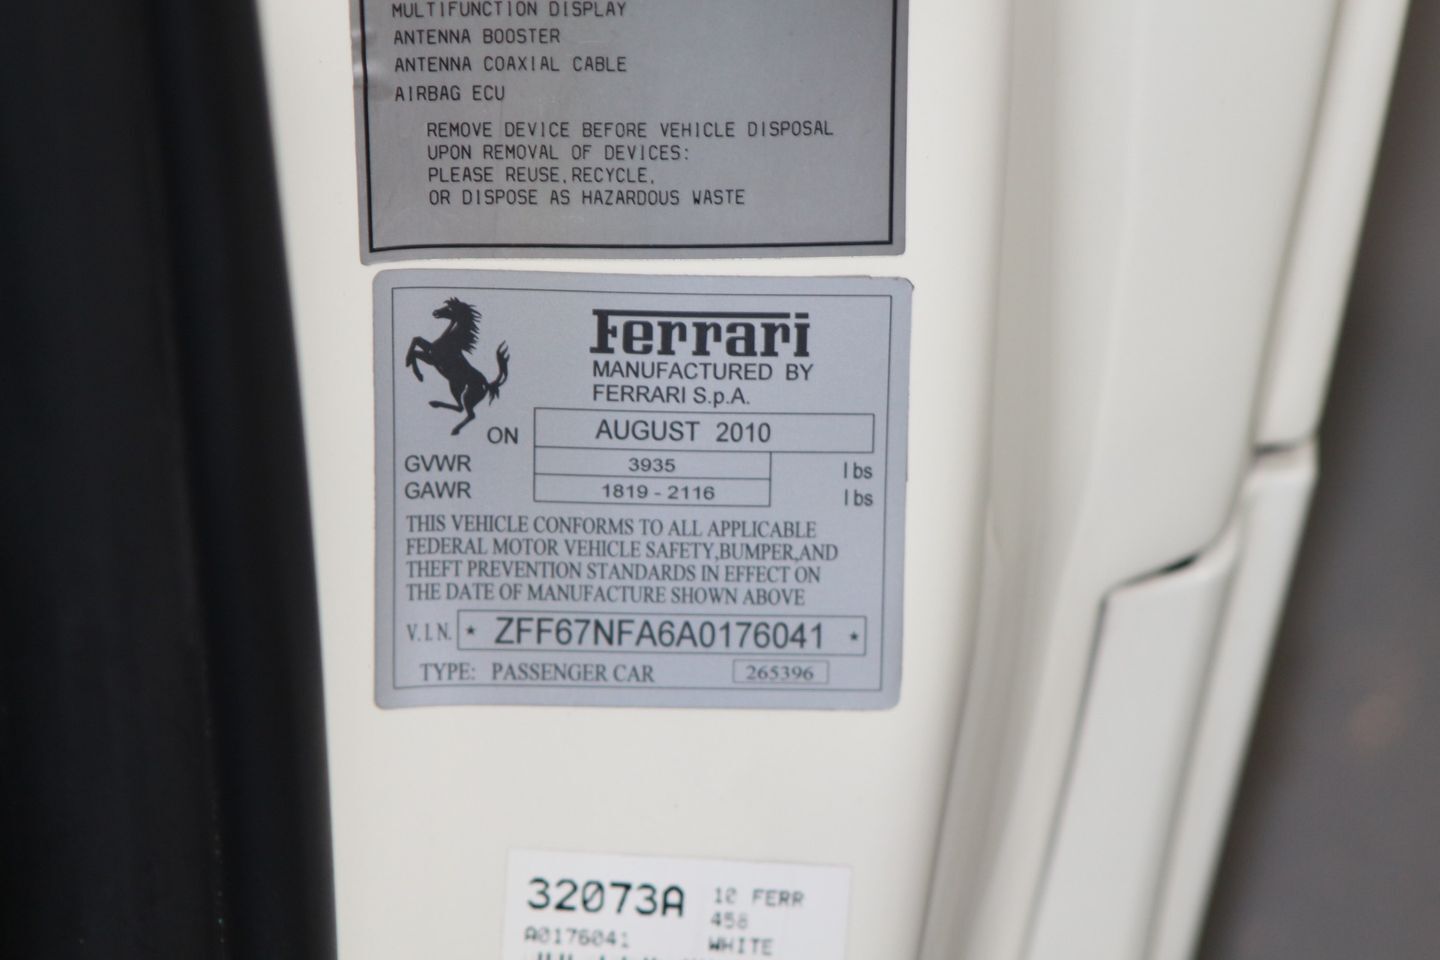 MULTIFUNCTION DISPLAY
ANTENNA BOOSTER
ANTENNA COAXIAL CABLE
AIRBAG ECU
REMOVE DEVICE BEFORE VEHICLE DISPOSAL
UPON REMOVAL OF DEVICES:
PLEASE REUSE, RECYCLE,
OR DISPOSE AS HAZARDOUS WASTE
Ferrari
MANUFACTURED BY
FERRARI S.p.A.
ON AUGUST 2010
GVWR 3935 lbs
GAWR 1819 - 2116 lbs
THIS VEHICLE CONFORMS TO ALL APPLICABLE
FEDERAL MOTOR VEHICLE SAFETY,BUMPER,AND
THEFT PREVENTION STANDARDS IN EFFECT ON
THE DATE OF MANUFACTURE SHOWN ABOVE
V.I.N. * ZFF67NFA6A0176041 *
TYPE: PASSENGER CAR 265396
32073A 10 FERR
458
A0176041 WHITE